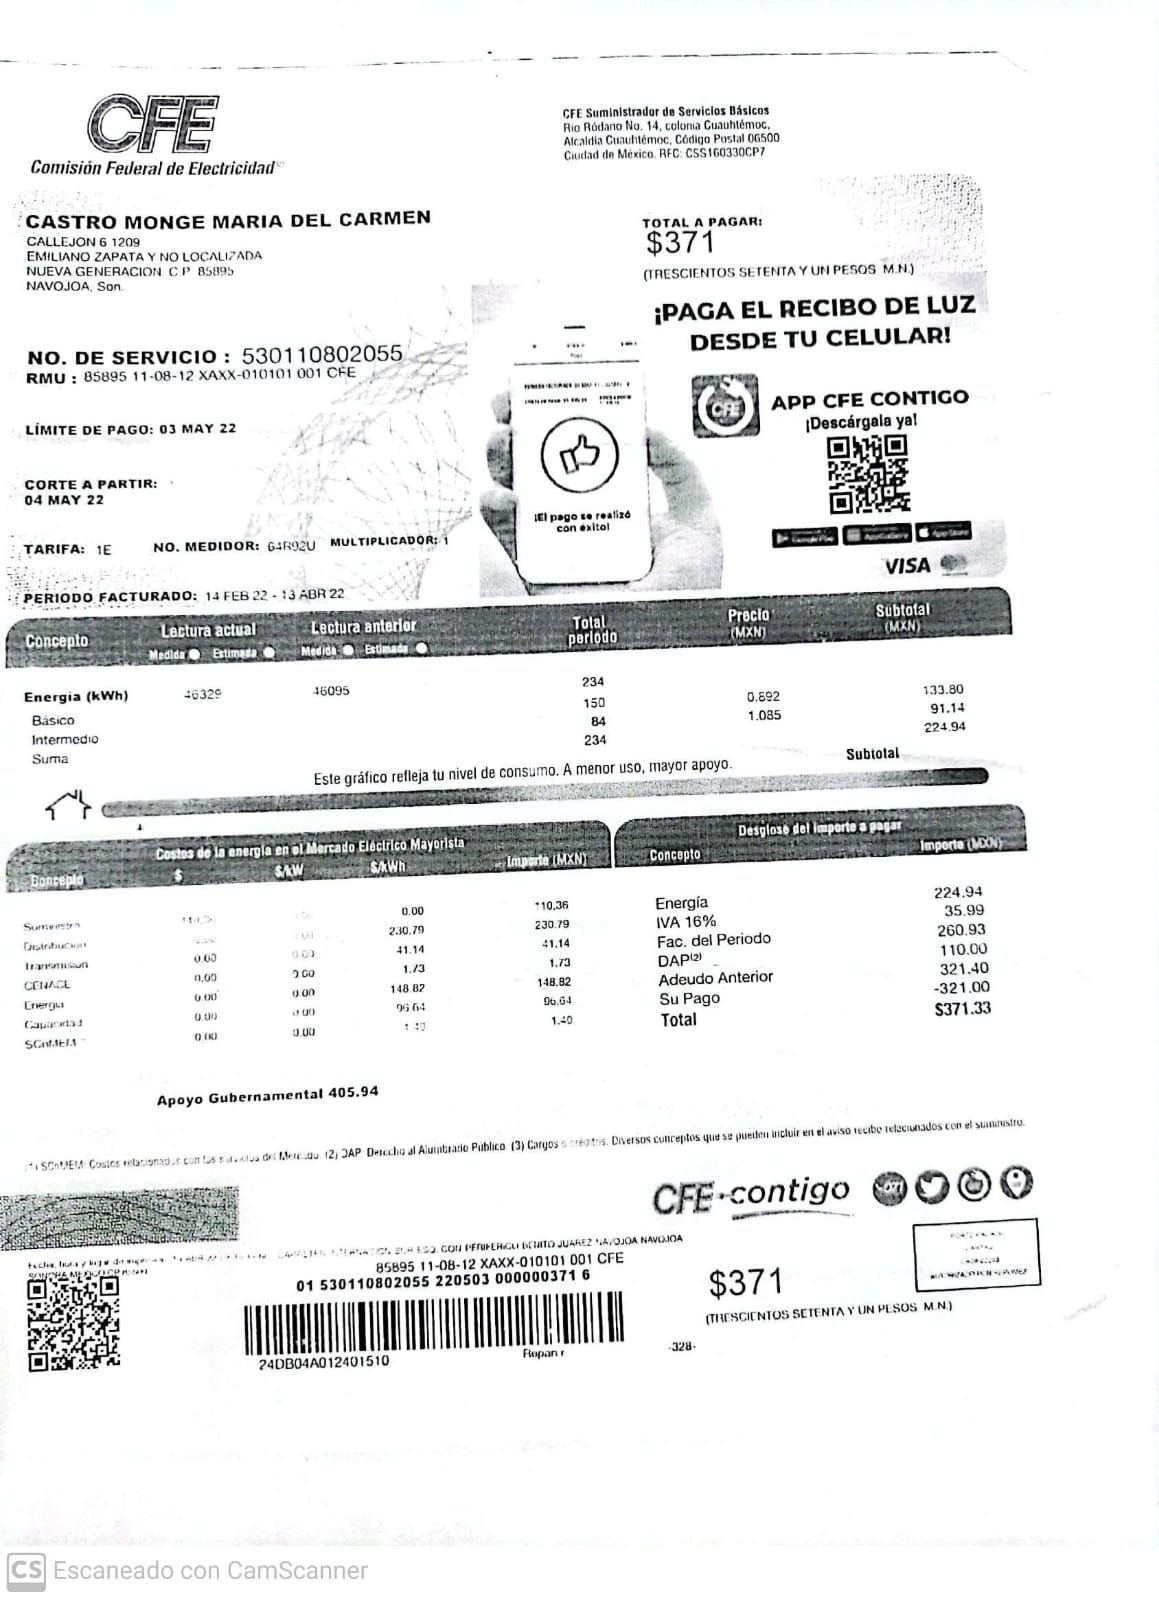 CFE
Comisión Federal de Electricidad
CFE Suministrador de Servicios Básicos
Rio Ródano No. 14, colonia Cuauhtémoc,
Alcaldía Cuauhtémoc, Código Postal 06500
Ciudad de México. RFC: CSS160330CP7
CASTRO MONGE MARIA DEL CARMEN
CALLEJON 6 1209
EMILIANO ZAPATA Y NO LOCALIZADA
NUEVA GENERACION C P 85895
NAVOJOA, Son.
TOTAL A PAGAR:
$371
(TRESCIENTOS SETENTA Y UN PESOS M.N.)
¡PAGA EL RECIBO DE LUZ
DESDE TU CELULAR!
NO. DE SERVICIO : 530110802055
RMU : 85895 11-08-12 XAXX-010101 001 CFE
APP CFE CONTIGO
¡Descárgala ya!
CFE
LÍMITE DE PAGO: 03 MAY 22
CORTE A PARTIR:
04 MAY 22
¡El pago se realizó
con éxito!
TARIFA: 1E NO. MEDIDOR: 64R92U MULTIPLICADOR: 1
VISA
PERIODO FACTURADO: 14 FEB 22 - 13 ABR 22
Concepto Lectura actual Lectura anterior Total periodo Precio (MXN) Subtotal (MXN)
Medida Estimada Medida Estimada
Energía (kWh) 46329 46095 234
Básico 150 0.892 133.80
Intermedio 84 1.085 91.14
Suma 234 224.94
Subtotal
Este gráfico refleja tu nivel de consumo. A menor uso, mayor apoyo.
Costos de la energía en el Mercado Eléctrico Mayorista
Concepto $ $/kW $/kWh Importe (MXN)
Suministro 0.00 110.36
Distribución 230.79 230.79
Transmisión 0.00 0.00 41.14 41.14
CENACE 0.00 0.00 1.73 1.73
Energía 0.00 0.00 148.82 148.82
Capacidad 0.00 0.00 96.64 96.64
SCnMEM 0.00 0.00 1.40 1.40
Desglose del importe a pagar
Concepto Importe (MXN)
Energía 224.94
IVA 16% 35.99
Fac. del Periodo 260.93
DAP(2) 110.00
Adeudo Anterior 321.40
Su Pago -321.00
Total $371.33
Apoyo Gubernamental 405.94
(1) SCnMEM: Costos relacionados con los servicios del Mercado (2) DAP Derecho al Alumbrado Público (3) Cargos o créditos. Diversos conceptos que se pueden incluir en el aviso recibo relacionados con el suministro.
CFE contigo
CON PERIFERICO BENITO JUAREZ NAVOJOA NAVOJOA
85895 11-08-12 XAXX-010101 001 CFE
01 530110802055 220503 000000371 6
24DB04A012401510
$371
(TRESCIENTOS SETENTA Y UN PESOS M.N.)
-328-
CS Escaneado con CamScanner